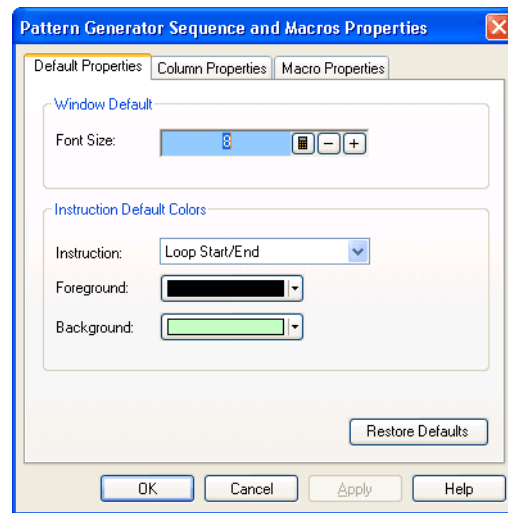 Pattern Generator Sequence and Macros Properties
Default Properties Column Properties Macro Properties
Window Default
Font Size: 8
Instruction Default Colors
Instruction: Loop Start/End
Foreground:
Background:
Restore Defaults
OK Cancel Apply Help